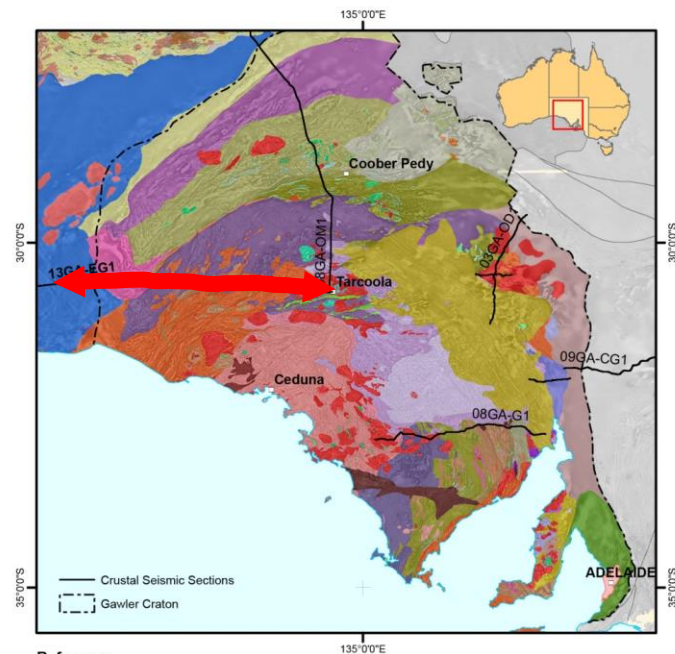 135°0'0"E
Coober Pedy
30°0'0"S
30°0'0"S
13GA-EG1
08GA-OM1
03GA-OD1
Tarcoola
Ceduna
09GA-CG1
08GA-G1
Crustal Seismic Sections
Gawler Craton
ADELAIDE
35°0'0"S
35°0'0"S
135°0'0"E